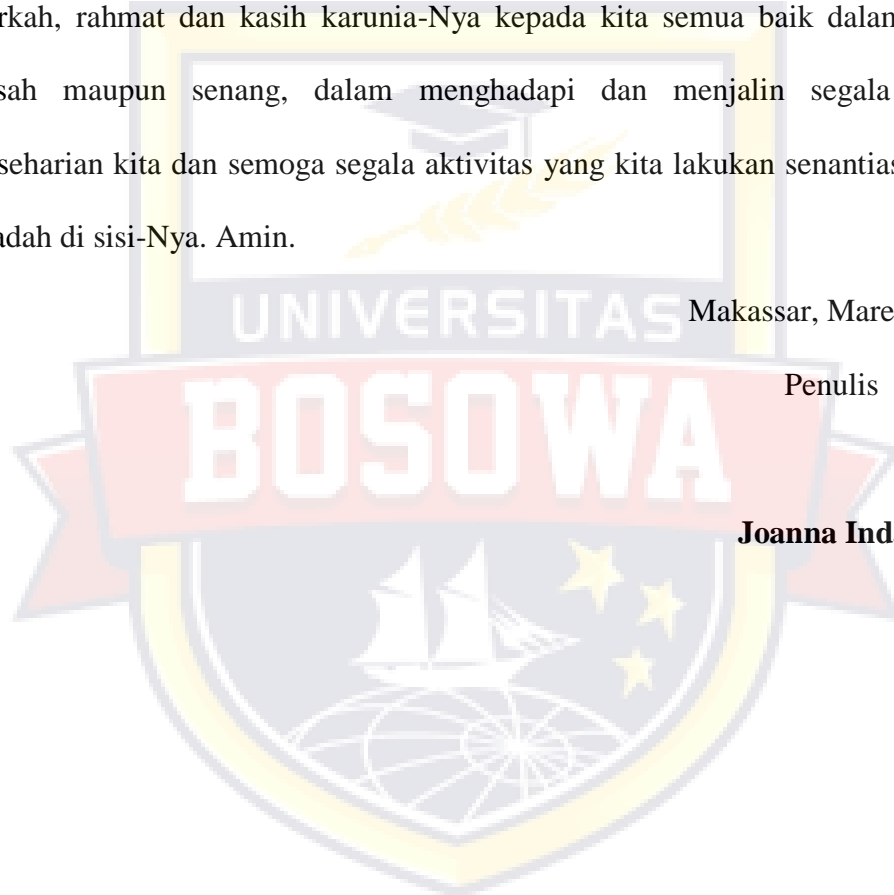 rkah, rahmat dan kasih karunia-Nya kepada kita semua baik dalam
sah maupun senang, dalam menghadapi dan menjalin segala
seharian kita dan semoga segala aktivitas yang kita lakukan senantias
adah di sisi-Nya. Amin.
UNIVERSITAS
Makassar, Mare
Penulis
BOSOWA
Joanna Ind